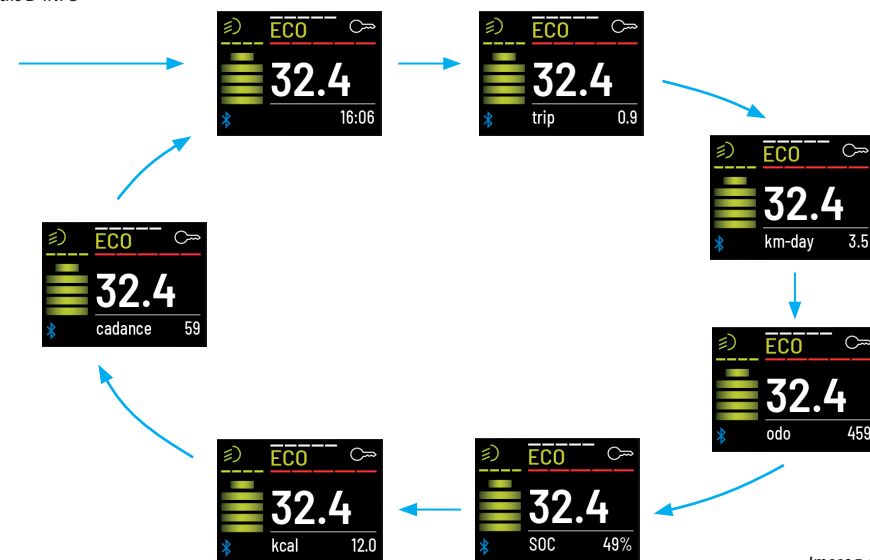 ECO
32.4
16:06
ECO
32.4
trip 0.9
ECO
32.4
km-day 3.5
ECO
32.4
odo 459
ECO
32.4
SOC 49%
ECO
32.4
kcal 12.0
ECO
32.4
cadance 59